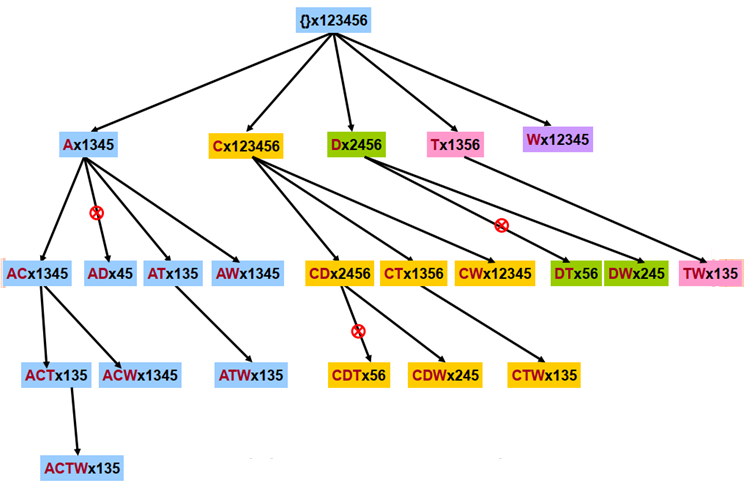 {}x123456
Ax1345
Cx123456
Dx2456
Tx1356
Wx12345
ACx1345
ADx45
ATx135
AWx1345
CDx2456
CTx1356
CWx12345
DTx56
DWx245
TWx135
ACTx135
ACWx1345
ATWx135
CDTx56
CDWx245
CTWx135
ACTWx135